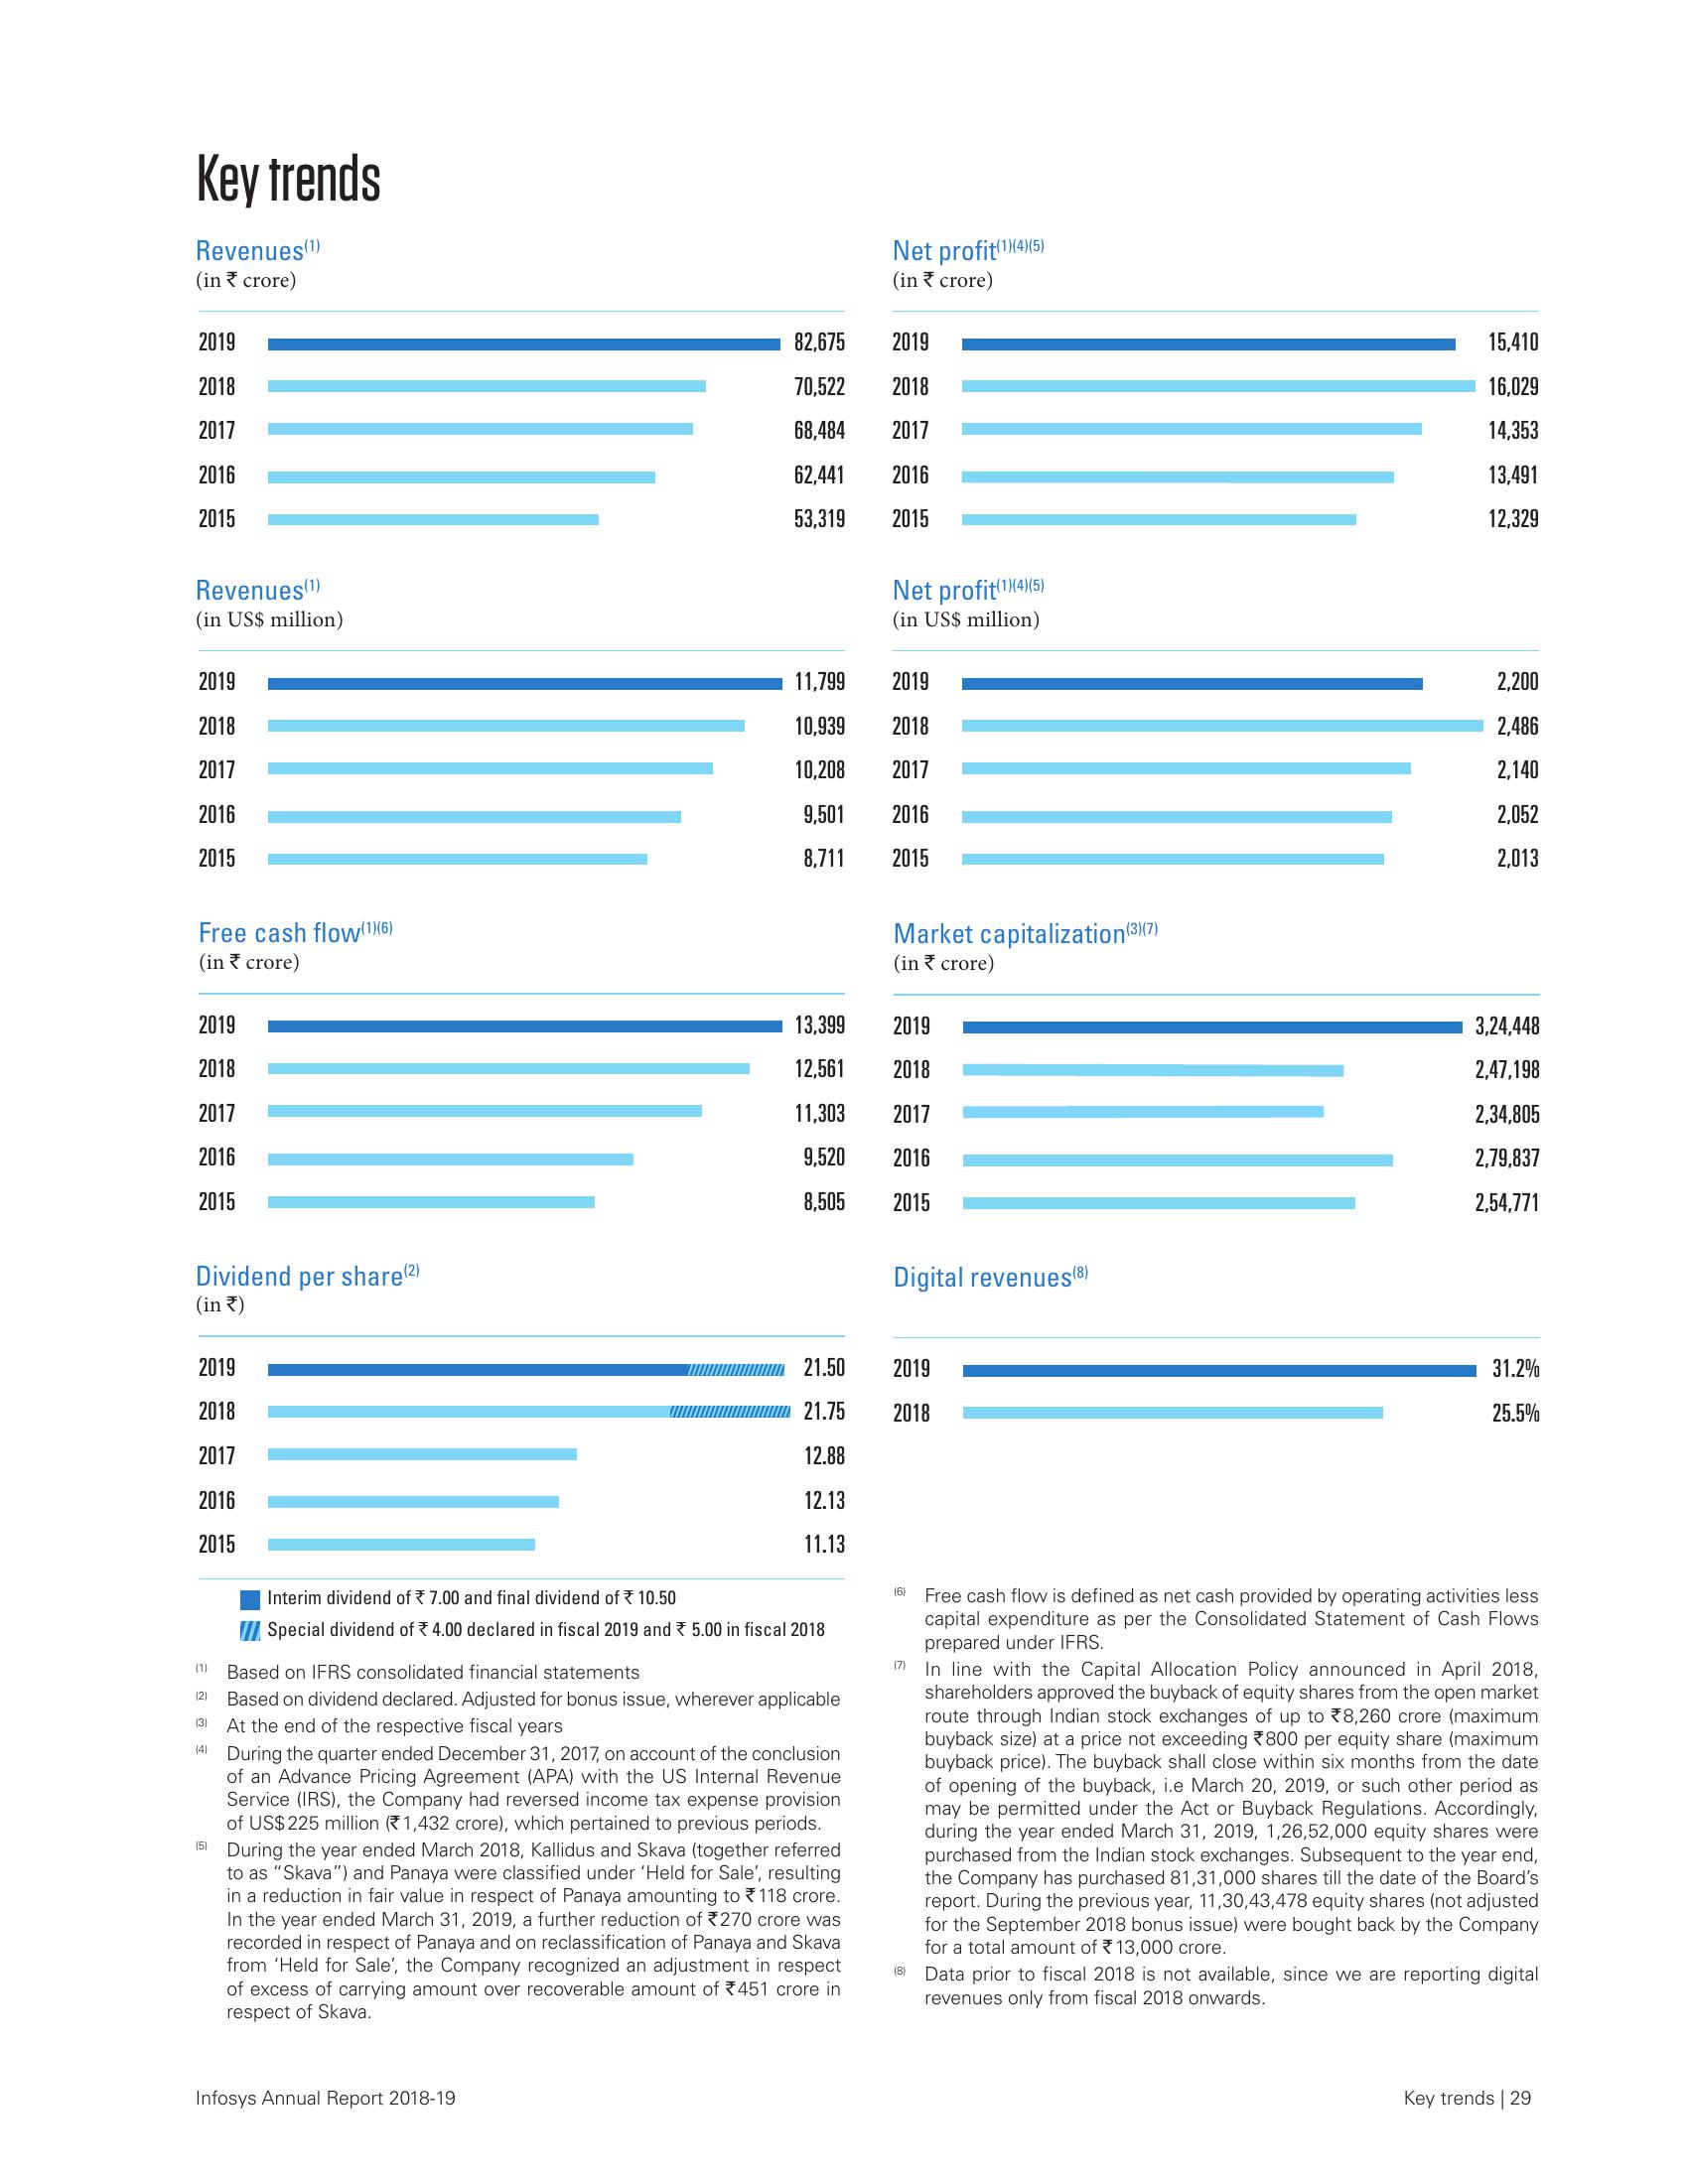 Key trends
Revenues(1)
(in ₹ crore)
2019 82,675
2018 70,522
2017 68,484
2016 62,441
2015 53,319
Net profit(1)(4)(5)
(in ₹ crore)
2019 15,410
2018 16,029
2017 14,353
2016 13,491
2015 12,329
Revenues(1)
(in US$ million)
2019 11,799
2018 10,939
2017 10,208
2016 9,501
2015 8,711
Net profit(1)(4)(5)
(in US$ million)
2019 2,200
2018 2,486
2017 2,140
2016 2,052
2015 2,013
Free cash flow(1)(6)
(in ₹ crore)
2019 13,399
2018 12,561
2017 11,303
2016 9,520
2015 8,505
Market capitalization(3)(7)
(in ₹ crore)
2019 3,24,448
2018 2,47,198
2017 2,34,805
2016 2,79,837
2015 2,54,771
Dividend per share(2)
(in ₹)
2019 21.50
2018 21.75
2017 12.88
2016 12.13
2015 11.13
Interim dividend of ₹ 7.00 and final dividend of ₹ 10.50
Special dividend of ₹ 4.00 declared in fiscal 2019 and ₹ 5.00 in fiscal 2018
Digital revenues(8)
2019 31.2%
2018 25.5%
(1) Based on IFRS consolidated financial statements
(2) Based on dividend declared. Adjusted for bonus issue, wherever applicable
(3) At the end of the respective fiscal years
(4) During the quarter ended December 31, 2017, on account of the conclusion
of an Advance Pricing Agreement (APA) with the US Internal Revenue
Service (IRS), the Company had reversed income tax expense provision
of US$ 225 million (₹ 1,432 crore), which pertained to previous periods.
(5) During the year ended March 2018, Kallidus and Skava (together referred
to as “Skava”) and Panaya were classified under ‘Held for Sale’, resulting
in a reduction in fair value in respect of Panaya amounting to ₹ 118 crore.
In the year ended March 31, 2019, a further reduction of ₹ 270 crore was
recorded in respect of Panaya and on reclassification of Panaya and Skava
from ‘Held for Sale’, the Company recognized an adjustment in respect
of excess of carrying amount over recoverable amount of ₹ 451 crore in
respect of Skava.
(6) Free cash flow is defined as net cash provided by operating activities less
capital expenditure as per the Consolidated Statement of Cash Flows
prepared under IFRS.
(7) In line with the Capital Allocation Policy announced in April 2018,
shareholders approved the buyback of equity shares from the open market
route through Indian stock exchanges of up to ₹ 8,260 crore (maximum
buyback size) at a price not exceeding ₹ 800 per equity share (maximum
buyback price). The buyback shall close within six months from the date
of opening of the buyback, i.e March 20, 2019, or such other period as
may be permitted under the Act or Buyback Regulations. Accordingly,
during the year ended March 31, 2019, 1,26,52,000 equity shares were
purchased from the Indian stock exchanges. Subsequent to the year end,
the Company has purchased 81,31,000 shares till the date of the Board’s
report. During the previous year, 11,30,43,478 equity shares (not adjusted
for the September 2018 bonus issue) were bought back by the Company
for a total amount of ₹ 13,000 crore.
(8) Data prior to fiscal 2018 is not available, since we are reporting digital
revenues only from fiscal 2018 onwards.
Infosys Annual Report 2018-19
Key trends | 29